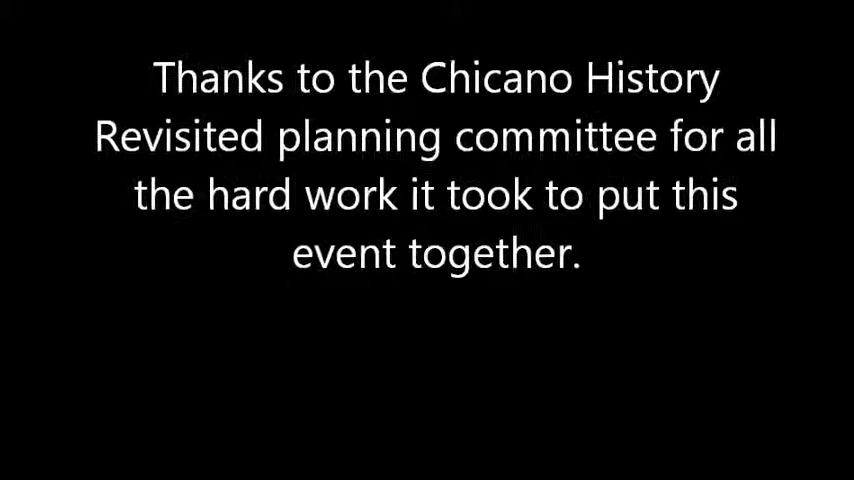 Thanks to the Chicano History
Revisited planning committee for all
the hard work it took to put this
event together.